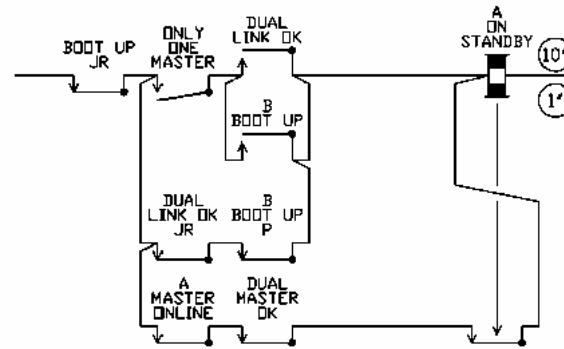 BOOT UP
JR
ONLY
ONE
MASTER
DUAL
LINK OK
A
ON
STANDBY
B
BOOT UP
DUAL
LINK OK
JR
B
BOOT UP
P
A
MASTER
ONLINE
DUAL
MASTER
OK